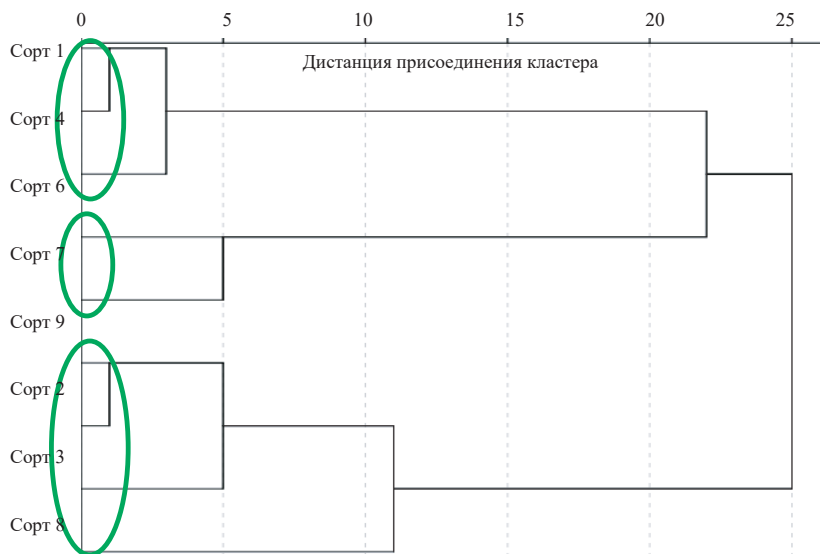 0 5 10 15 20 25
Сорт 1
Дистанция присоединения кластера
Сорт 4
Сорт 6
Сорт 7
Сорт 9
Сорт 2
Сорт 3
Сорт 8